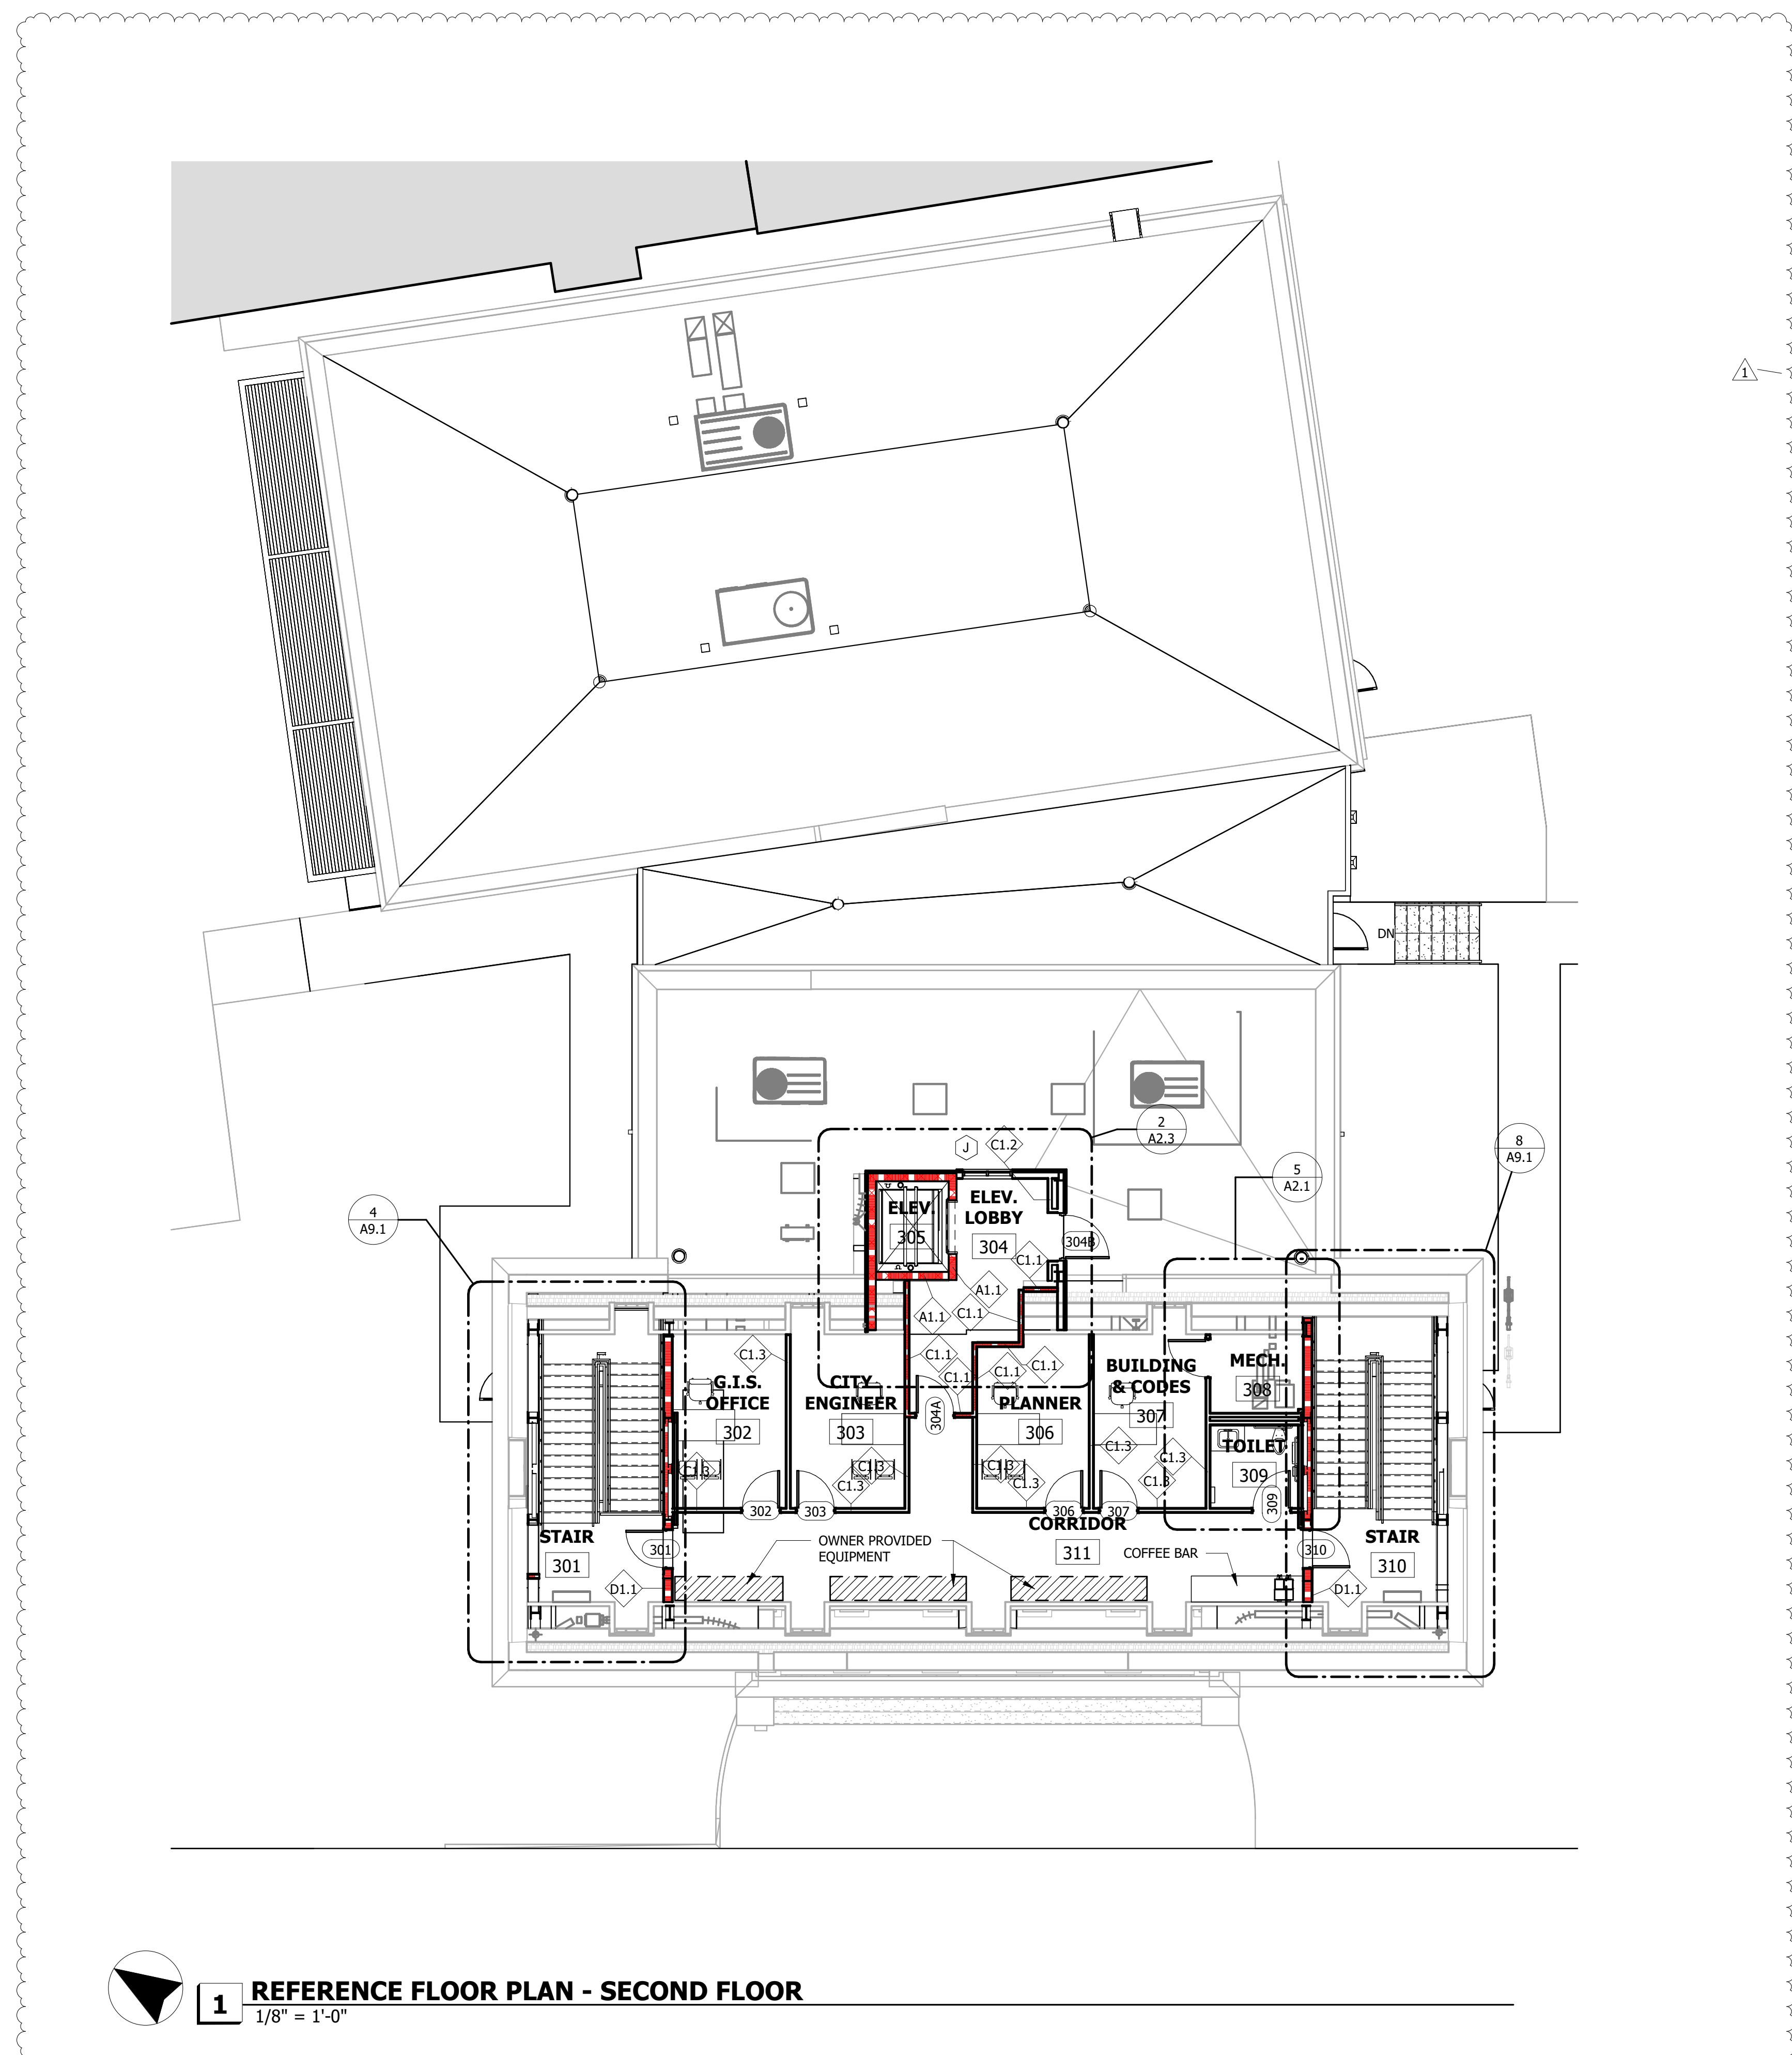 1
DN
2
A2.3
8
A9.1
J
C1.2
5
A2.1
4
A9.1
ELEV.
305
ELEV.
LOBBY
304
304B
C1.1
A1.1
A1.1
C1.1
C1.3
C1.1
C1.1
C1.1
C1.1
G.I.S.
OFFICE
302
CITY
ENGINEER
303
304A
PLANNER
306
BUILDING
& CODES
307
MECH.
308
TOILET
309
C1.3
C1.3
C1.3
C1.3
C1.3
C1.3
C1.3
C1.3
302
303
306
307
309
CORRIDOR
311
STAIR
301
301
OWNER PROVIDED
EQUIPMENT
COFFEE BAR
310
STAIR
310
D1.1
D1.1
1
REFERENCE FLOOR PLAN - SECOND FLOOR
1/8" = 1'-0"